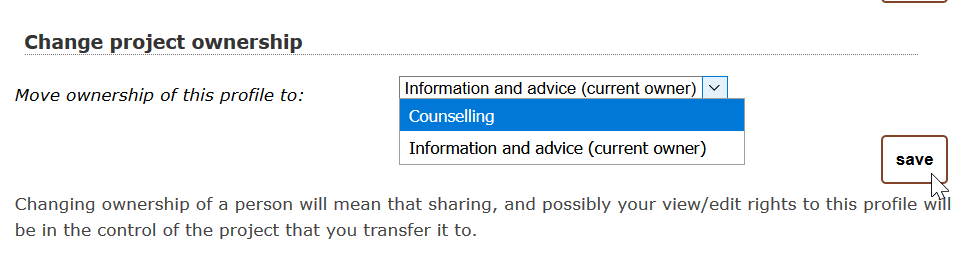 Change project ownership
Move ownership of this profile to:
Information and advice (current owner)
Counselling
Information and advice (current owner)
save
Changing ownership of a person will mean that sharing, and possibly your view/edit rights to this profile will
be in the control of the project that you transfer it to.